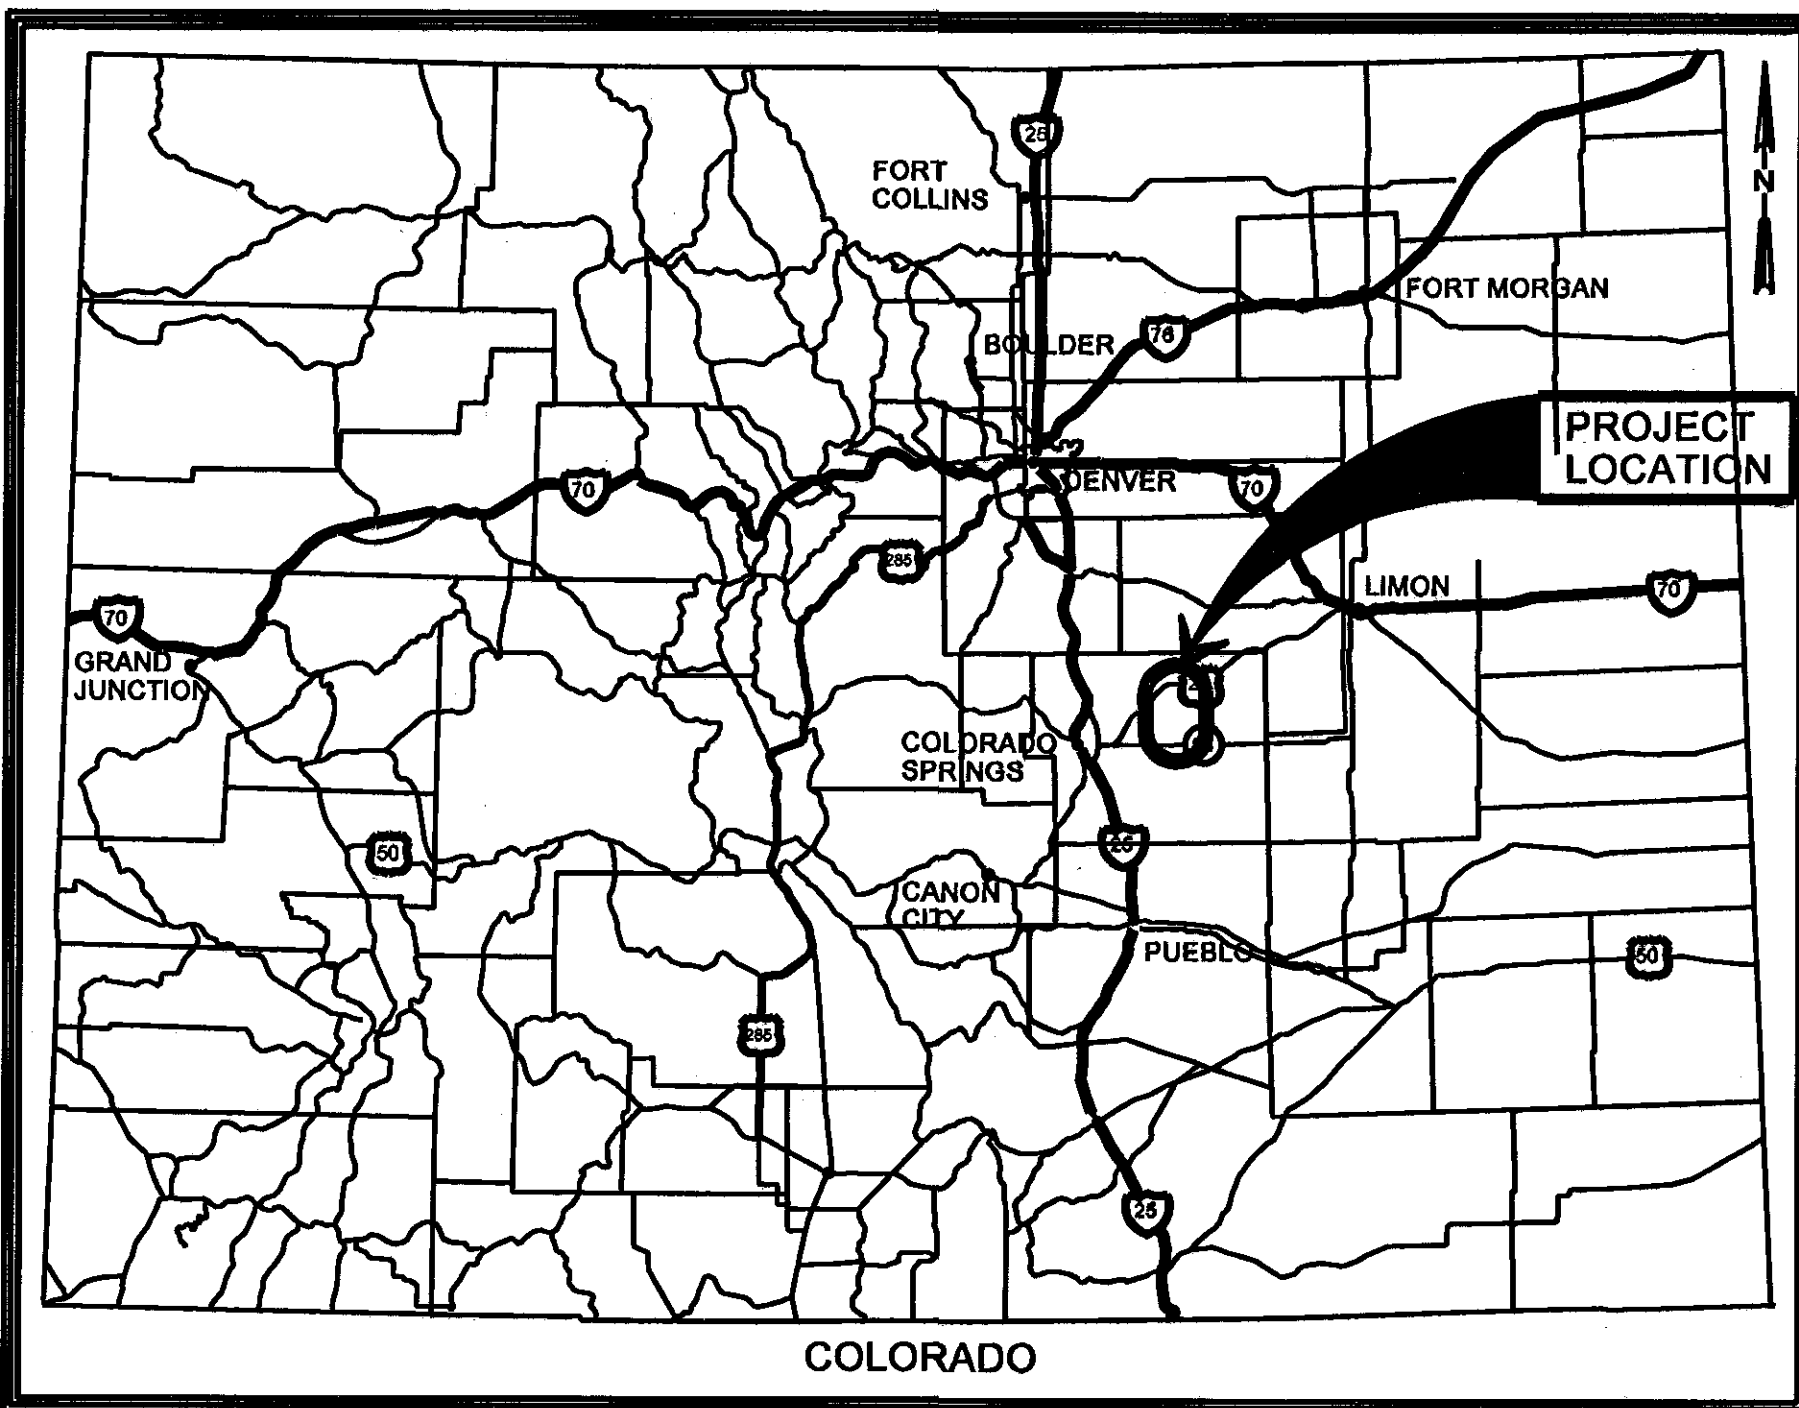 25
N
FORT
COLLINS
FORT MORGAN
BOULDER
76
PROJECT
LOCATION
DENVER
70
70
285
LIMON
70
70
GRAND
JUNCTION
COLORADO
SPRINGS
50
25
CANON
CITY
PUEBLO
50
285
25
COLORADO